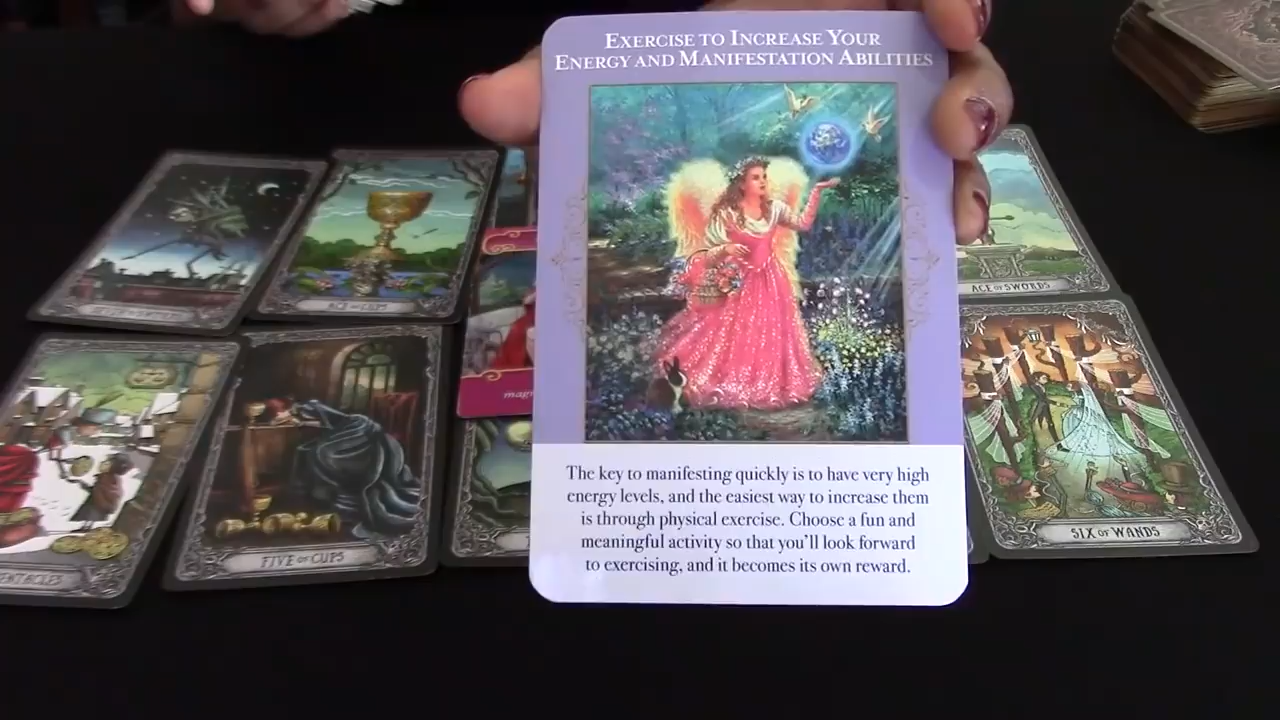 EXERCISE TO INCREASE YOUR
ENERGY AND MANIFESTATION ABILITIES
The key to manifesting quickly is to have very high
energy levels, and the easiest way to increase them
is through physical exercise. Choose a fun and
meaningful activity so that you'll look forward
to exercising, and it becomes its own reward.
ACE OF CUPS
ACE OF SWORDS
PENTACLES
FIVE OF CUPS
SIX OF WANDS